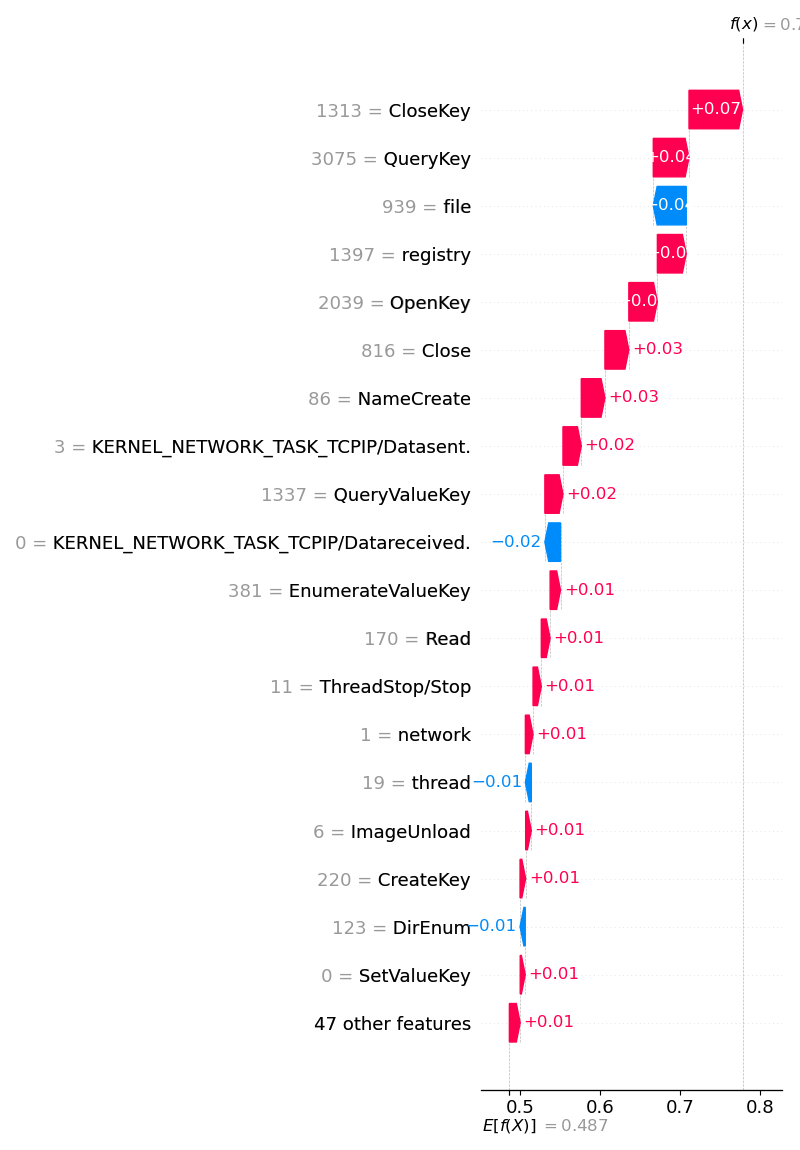 f(x) = 0.7
1313 = CloseKey +0.07
3075 = QueryKey +0.04
939 = file −0.04
1397 = registry +0.0
2039 = OpenKey +0.0
816 = Close +0.03
86 = NameCreate +0.03
3 = KERNEL_NETWORK_TASK_TCPIP/Datasent. +0.02
1337 = QueryValueKey +0.02
0 = KERNEL_NETWORK_TASK_TCPIP/Datareceived. −0.02
381 = EnumerateValueKey +0.01
170 = Read +0.01
11 = ThreadStop/Stop +0.01
1 = network +0.01
19 = thread −0.01
6 = ImageUnload +0.01
220 = CreateKey +0.01
123 = DirEnum −0.01
0 = SetValueKey +0.01
47 other features +0.01
0.5 0.6 0.7 0.8
E[f(X)] = 0.487